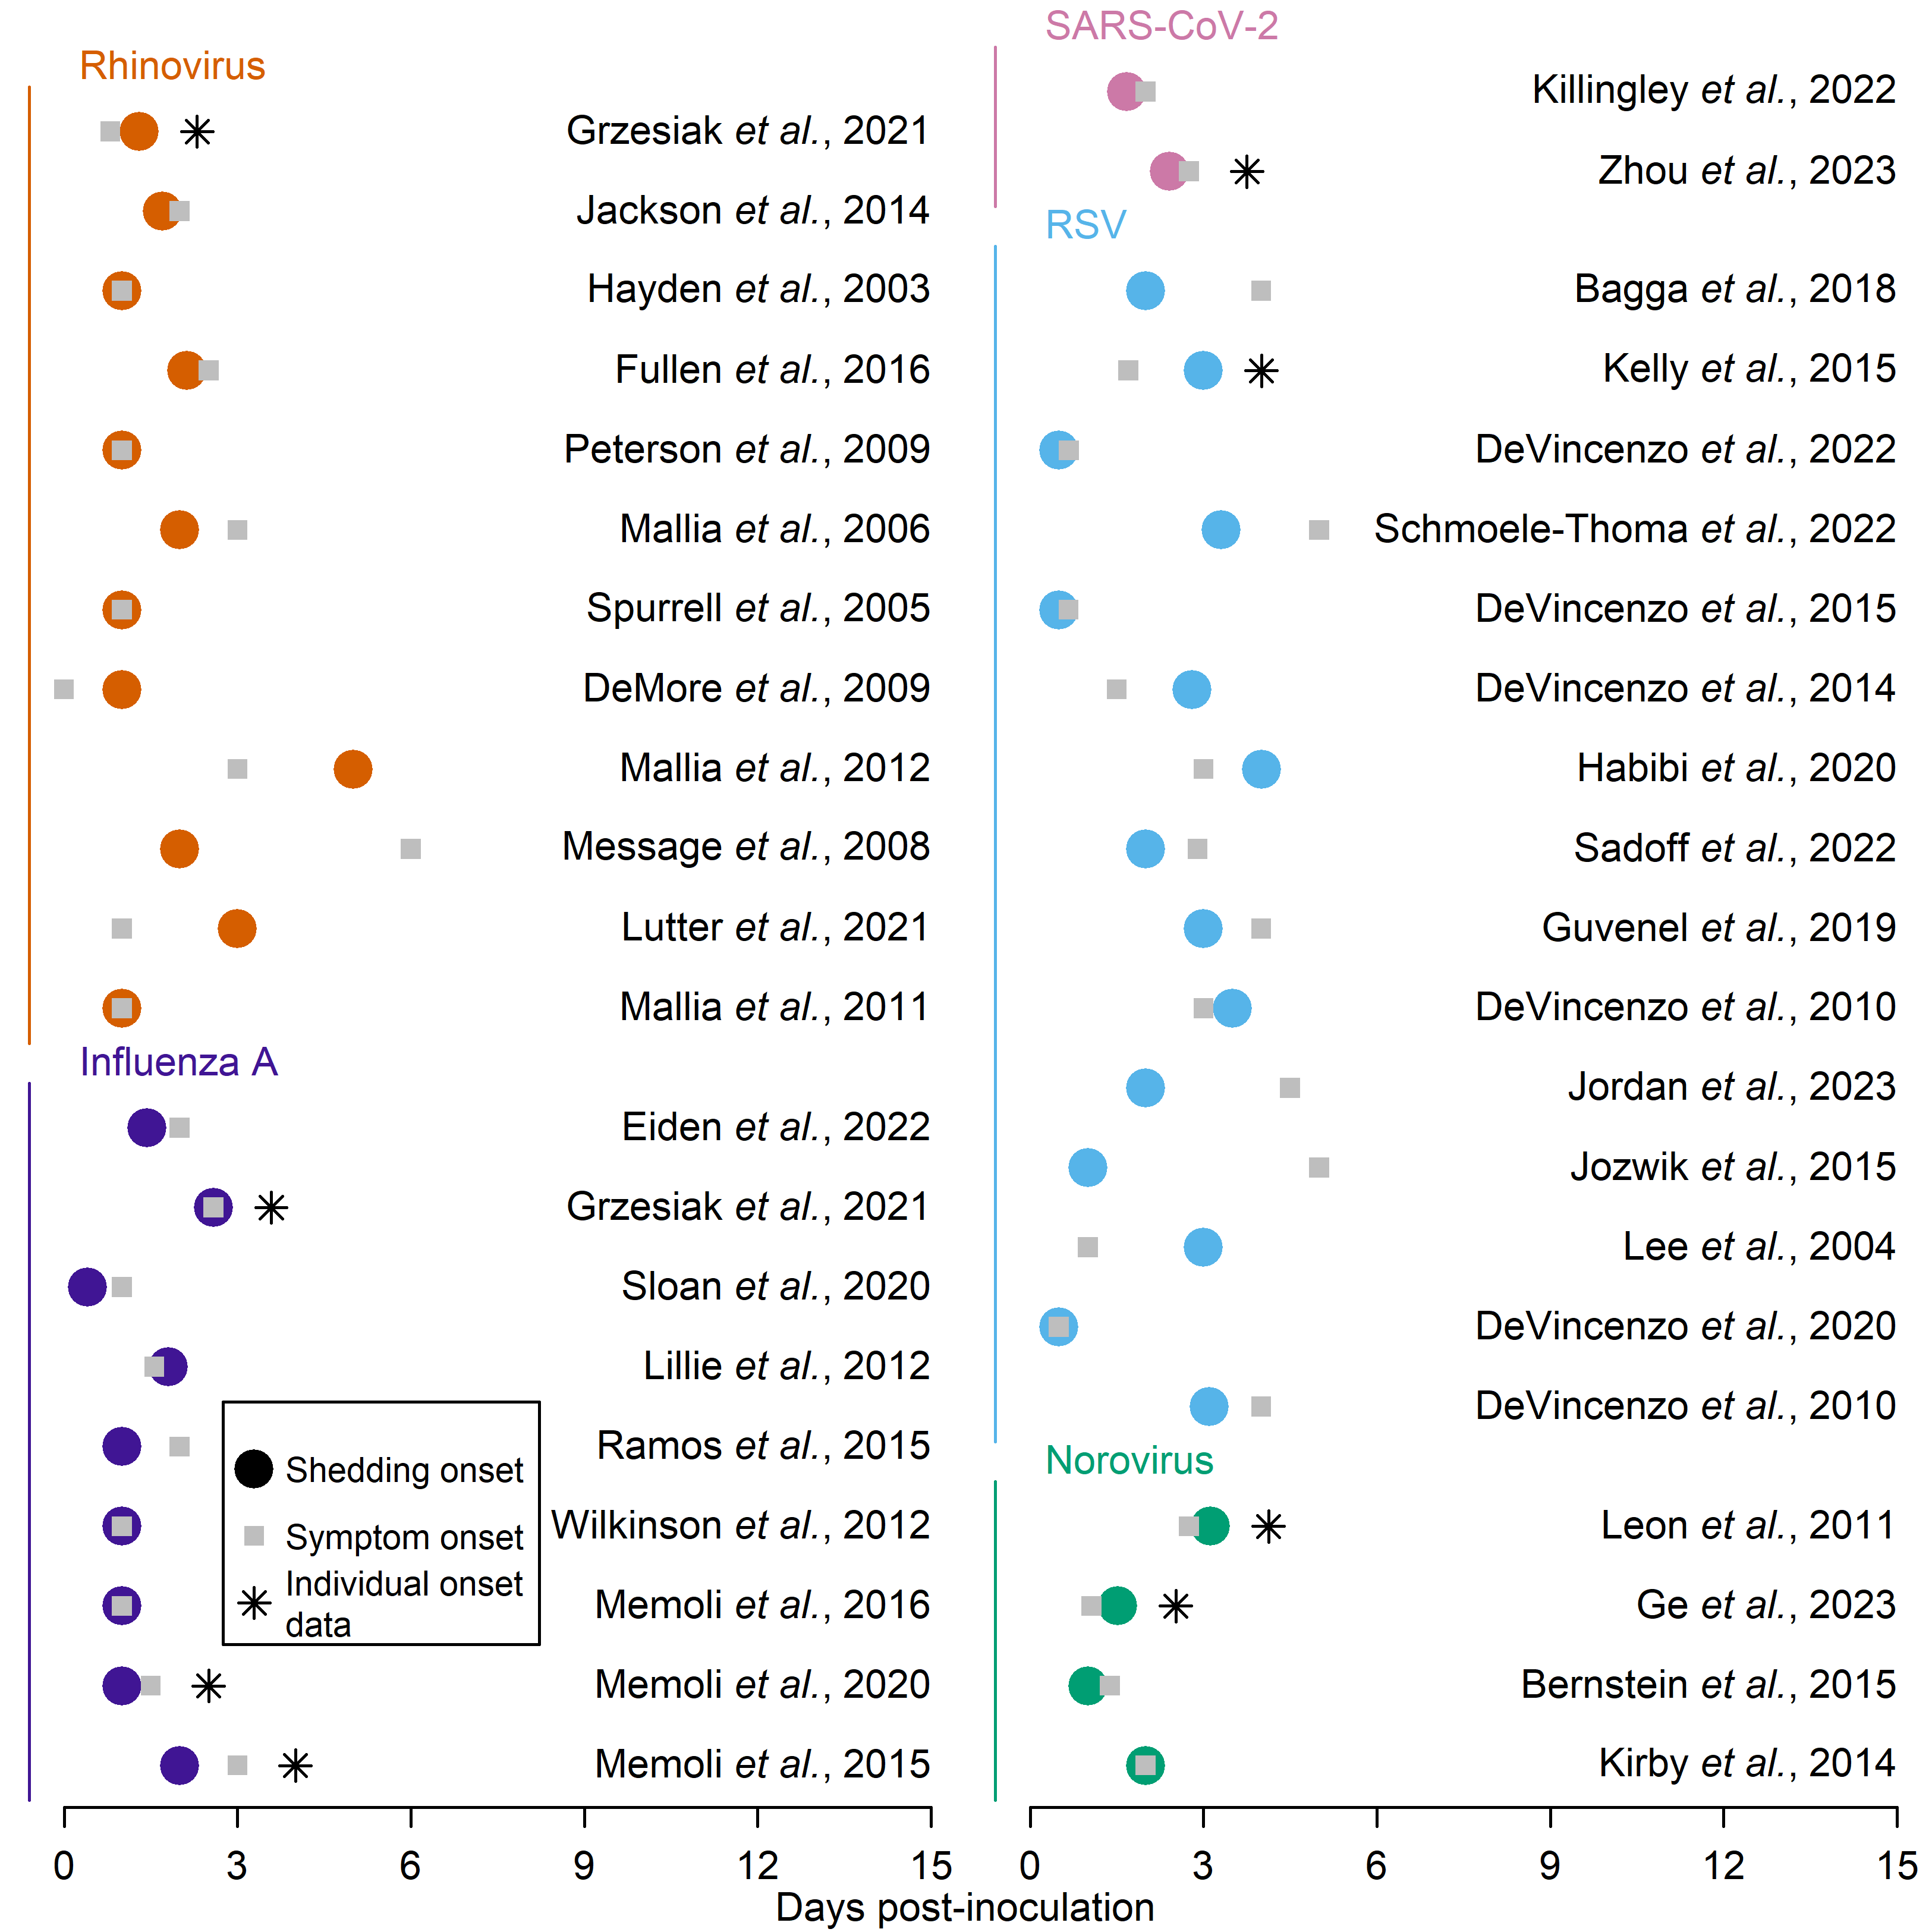 Rhinovirus
Grzesiak et al., 2021
Jackson et al., 2014
Hayden et al., 2003
Fullen et al., 2016
Peterson et al., 2009
Mallia et al., 2006
Spurrell et al., 2005
DeMore et al., 2009
Mallia et al., 2012
Message et al., 2008
Lutter et al., 2021
Mallia et al., 2011
Influenza A
Eiden et al., 2022
Grzesiak et al., 2021
Sloan et al., 2020
Lillie et al., 2012
Ramos et al., 2015
Wilkinson et al., 2012
Memoli et al., 2016
Memoli et al., 2020
Memoli et al., 2015
Shedding onset
Symptom onset
Individual onset
data
0 3 6 9 12 15
SARS-CoV-2
Killingley et al., 2022
Zhou et al., 2023
RSV
Bagga et al., 2018
Kelly et al., 2015
DeVincenzo et al., 2022
Schmoele-Thoma et al., 2022
DeVincenzo et al., 2015
DeVincenzo et al., 2014
Habibi et al., 2020
Sadoff et al., 2022
Guvenel et al., 2019
DeVincenzo et al., 2010
Jordan et al., 2023
Jozwik et al., 2015
Lee et al., 2004
DeVincenzo et al., 2020
DeVincenzo et al., 2010
Norovirus
Leon et al., 2011
Ge et al., 2023
Bernstein et al., 2015
Kirby et al., 2014
0 3 6 9 12 15
Days post-inoculation